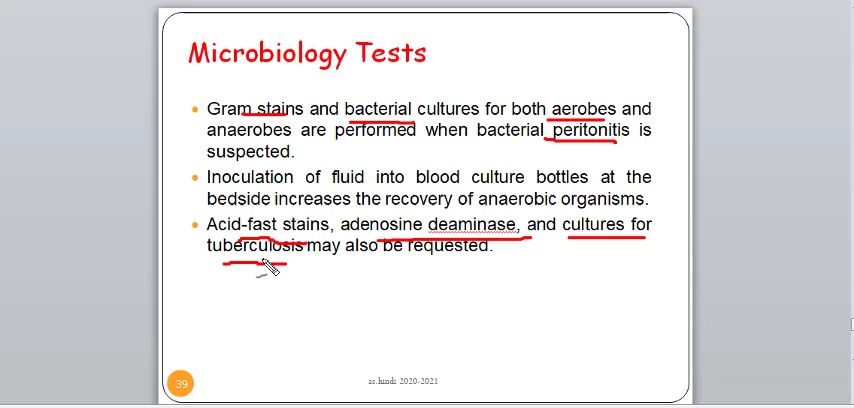 Microbiology Tests
• Gram stains and bacterial cultures for both aerobes and
anaerobes are performed when bacterial peritonitis is
suspected.
• Inoculation of fluid into blood culture bottles at the
bedside increases the recovery of anaerobic organisms.
• Acid-fast stains, adenosine deaminase, and cultures for
tuberculosis may also be requested.
39
as.hindi 2020-2021